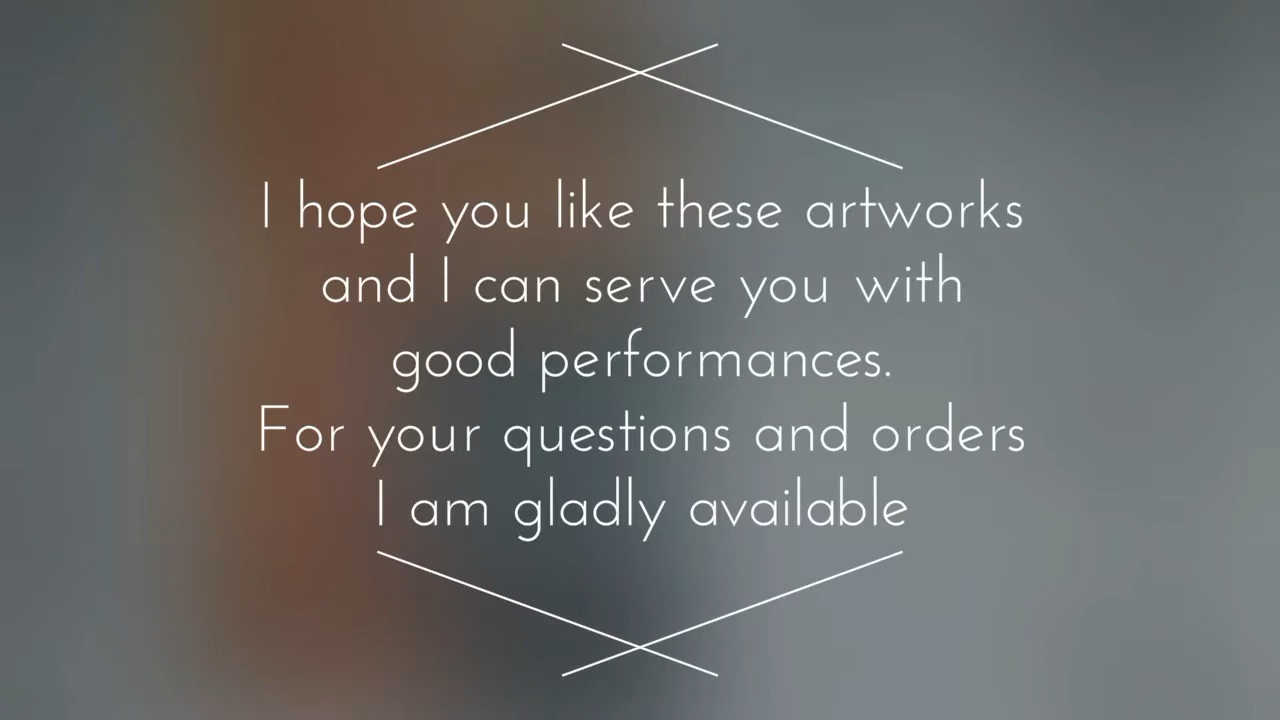 I hope you like these artworks
and I can serve you with
good performances.
For your questions and orders
I am gladly available